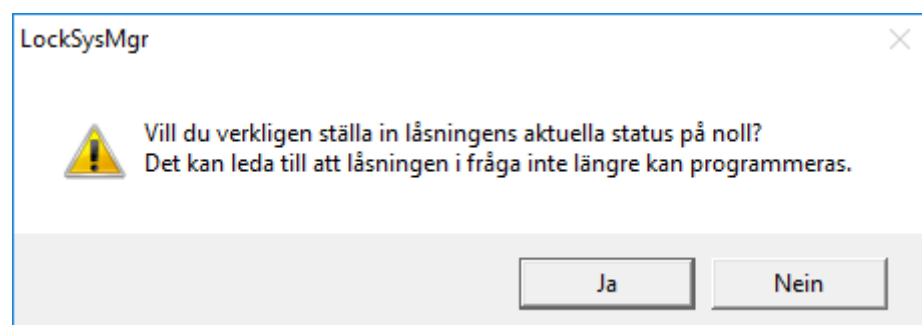 LockSysMgr
Vill du verkligen ställa in låsningens aktuella status på noll?
Det kan leda till att låsningen i fråga inte längre kan programmeras.
Ja
Nein